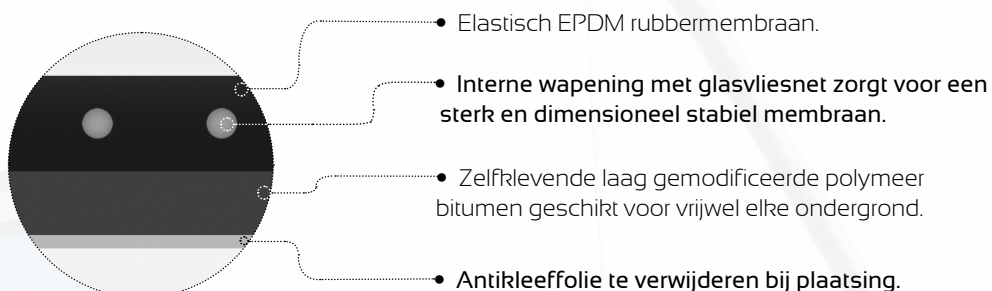 • Elastisch EPDM rubbermembraan.
• Interne wapening met glasvliesnet zorgt voor een
sterk en dimensioneel stabiel membraan.
• Zelfklevende laag gemodificeerde polymeer
bitumen geschikt voor vrijwel elke ondergrond.
• Antikleeffolie te verwijderen bij plaatsing.